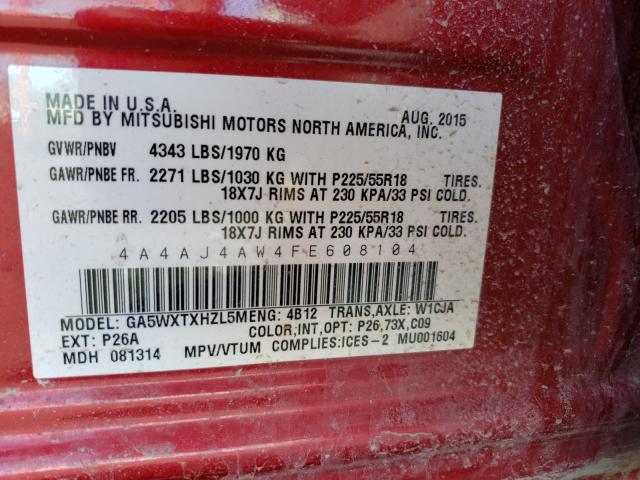 MADE IN U.S.A.
MFD BY MITSUBISHI MOTORS NORTH AMERICA, INC. AUG. 2015
GVWR/PNBV 4343 LBS/1970 KG
GAWR/PNBE FR. 2271 LBS/1030 KG WITH P225/55R18 TIRES.
18X7J RIMS AT 230 KPA/33 PSI COLD.
GAWR/PNBE RR. 2205 LBS/1000 KG WITH P225/55R18 TIRES.
18X7J RIMS AT 230 KPA/33 PSI COLD.
4A4AJ4AW4FE608104
MODEL: GA5WXTXHZL5MENG: 4B12 TRANS,AXLE: W1CJA
EXT: P26A COLOR,INT,OPT: P26,73X,C09
MDH 081314 MPV/VTUM COMPLIES:ICES-2 MU001604